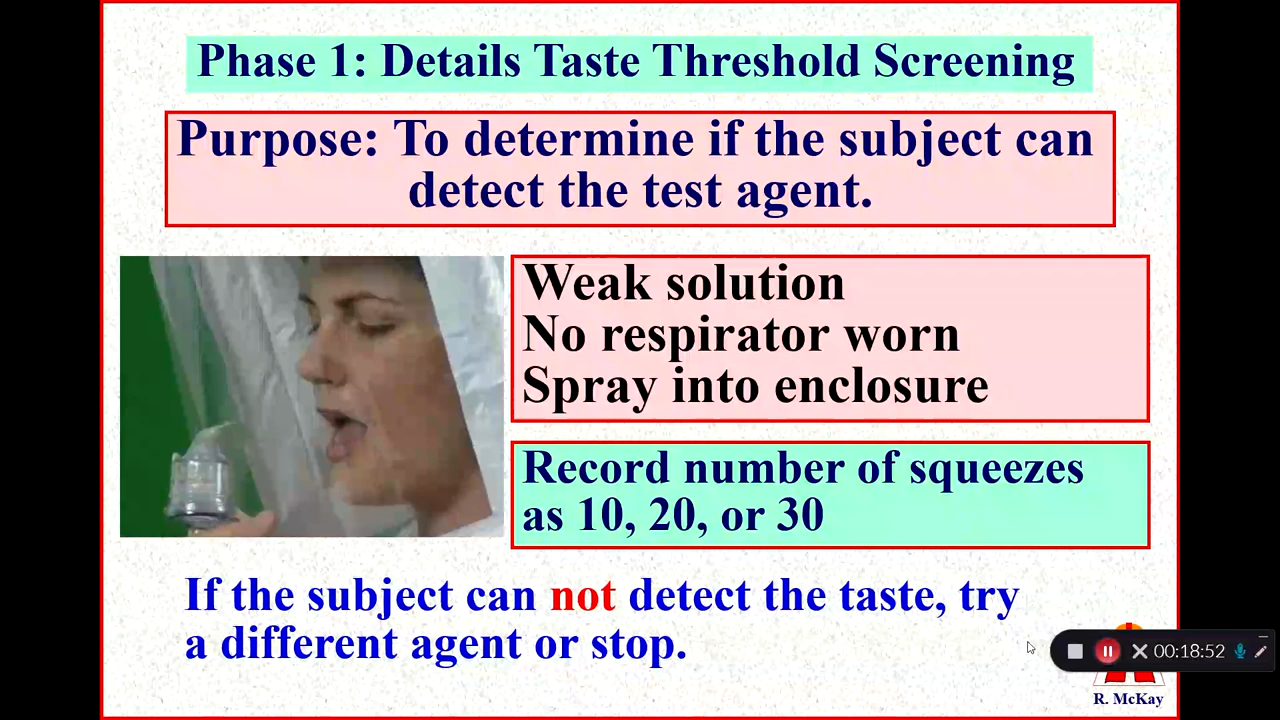 Phase 1: Details Taste Threshold Screening
Purpose: To determine if the subject can
detect the test agent.
Weak solution
No respirator worn
Spray into enclosure
Record number of squeezes
as 10, 20, or 30
If the subject can not detect the taste, try
a different agent or stop.
00:18:52
R. McKay